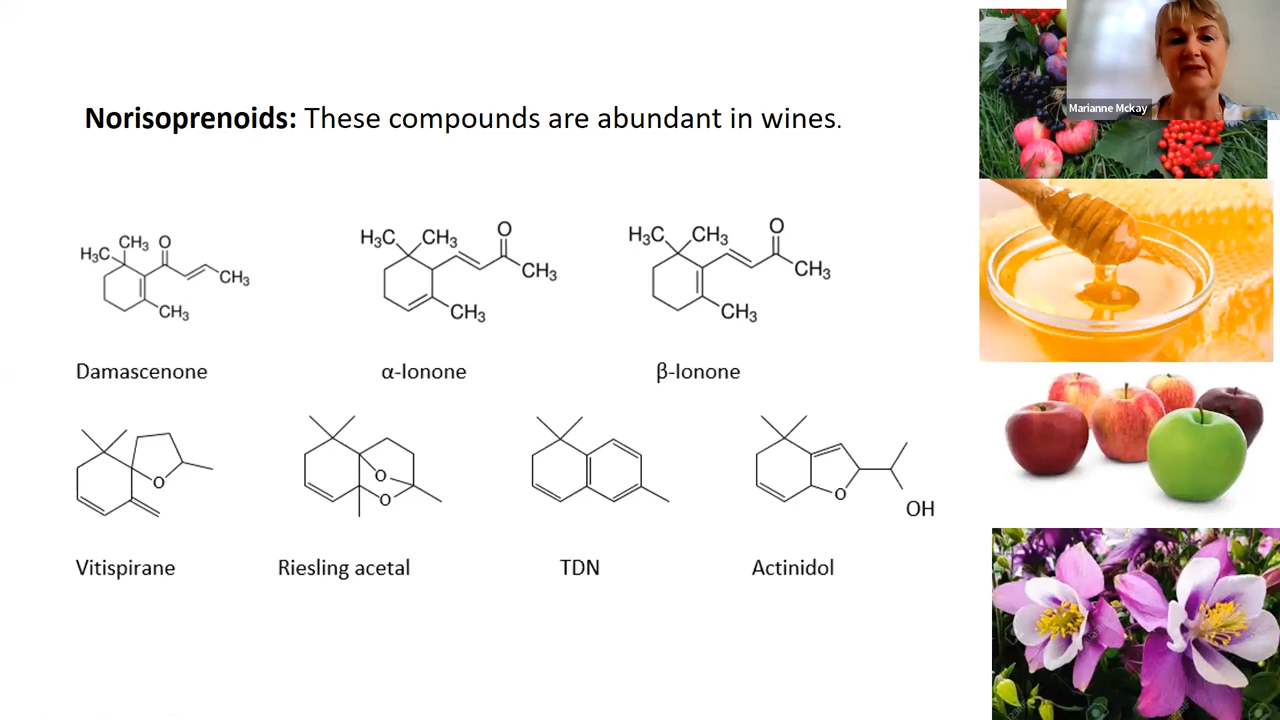 Marianne Mckay
Norisoprenoids: These compounds are abundant in wines.
H₃C CH₃ O
CH₃
CH₃
H₃C CH₃ O
CH₃
CH₃
H₃C CH₃ O
CH₃
CH₃
Damascenone α-Ionone β-Ionone
O O O O
OH
Vitispirane Riesling acetal TDN Actinidol